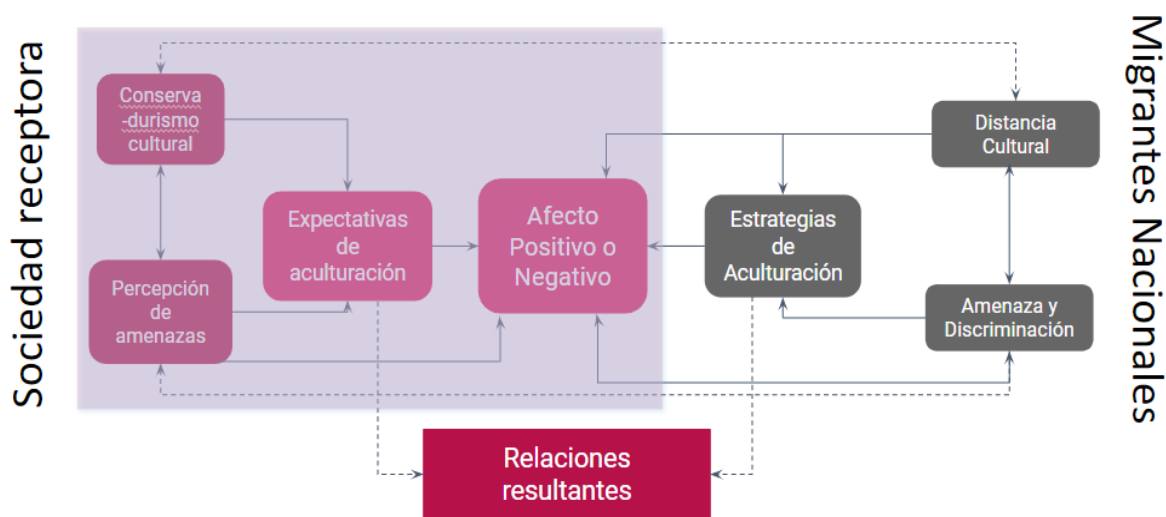 Sociedad receptora
Conserva
-durismo
cultural
Percepción
de
amenazas
Expectativas
de
aculturación
Afecto
Positivo o
Negativo
Estrategias
de
Aculturación
Distancia
Cultural
Amenaza y
Discriminación
Migrantes Nacionales
Relaciones
resultantes